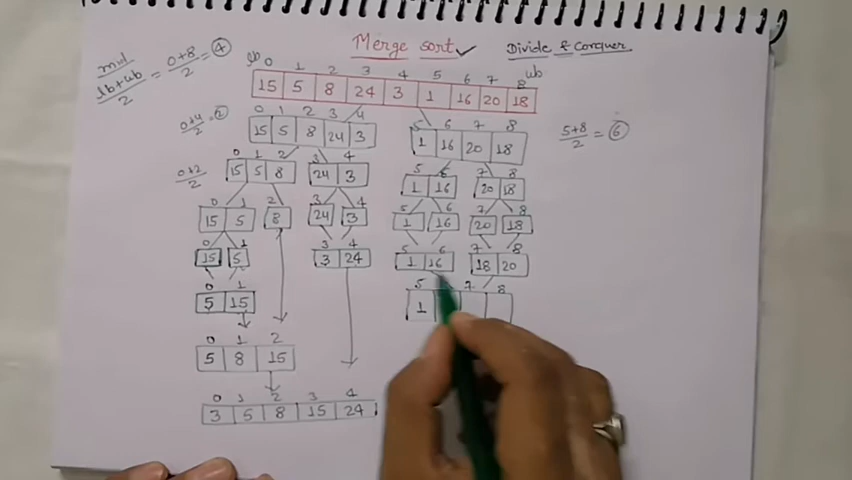 Merge sort ✓ Divide & Conquer
mid
lb+ub/2 = 0+8/2 = 4
lb 0 1 2 3 4 5 6 7 8 ub
15 5 8 24 3 1 16 20 18
0+4/2 = 2
0 1 2 3 4
15 5 8 24 3
5 6 7 8
1 16 20 18
5+8/2 = 6
0+2/2
0 1 2 3 4
15 5 8 24 3
5 6 7 8
1 16 20 18
0 1 2 3 4
15 5 8 24 3
5 6 7 8
1 16 20 18
0 1 3 4
15 5 3 24
5 6 7 8
1 16 18 20
0 1
5 15
5 7 8
1
0 1 2
5 8 15
0 1 2 3 4
3 5 8 15 24